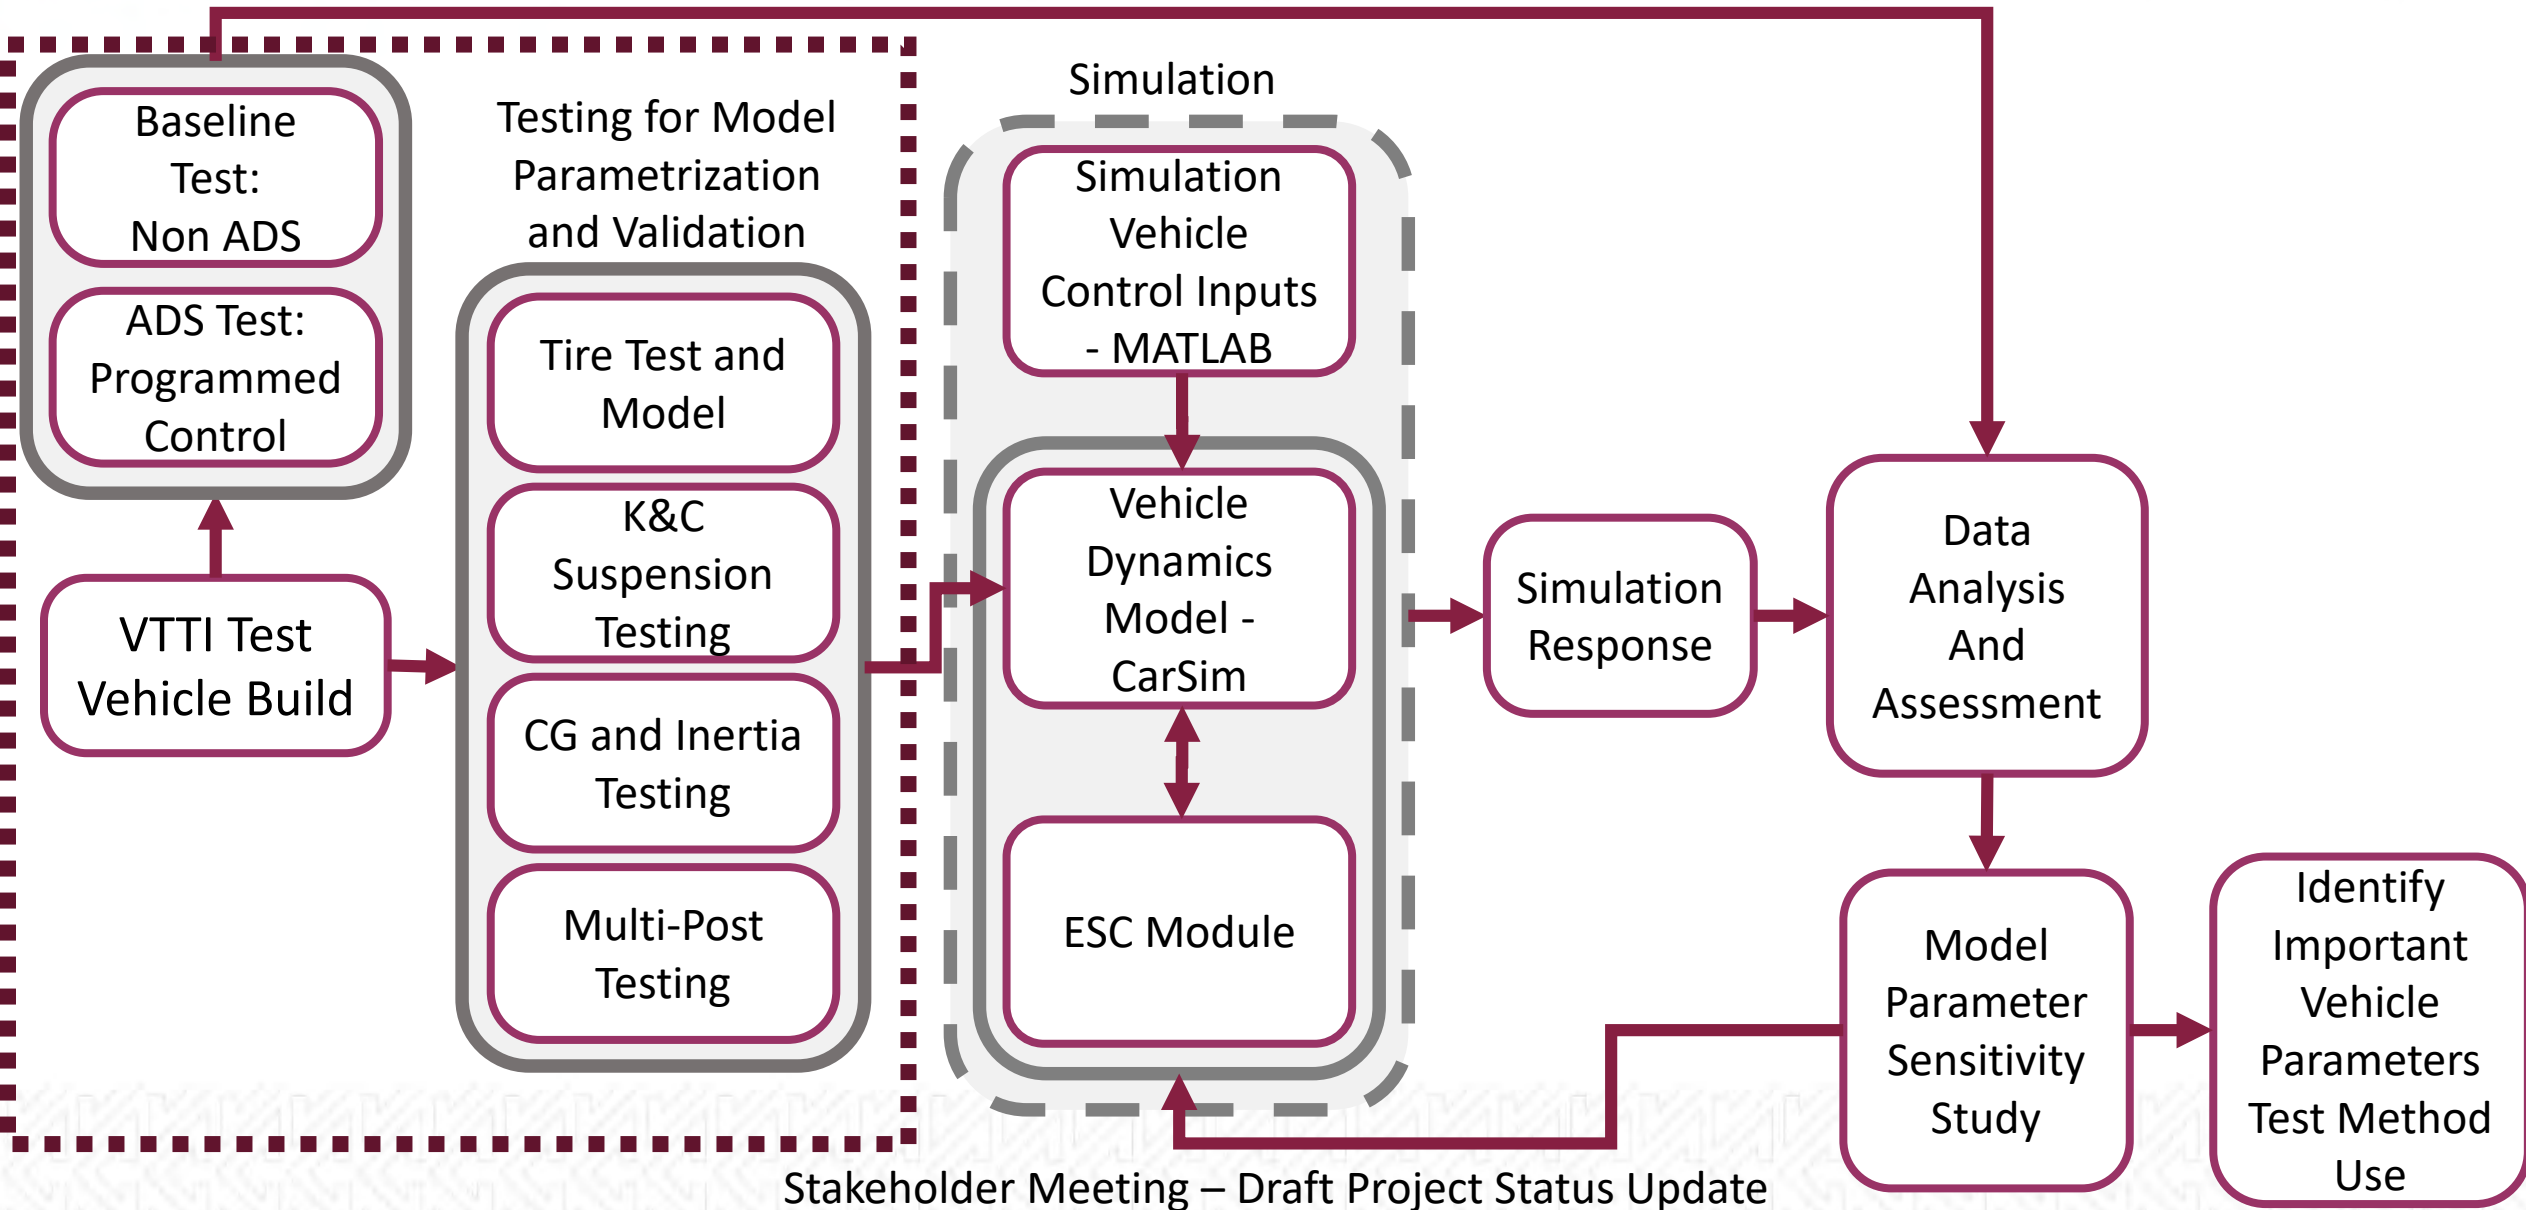 Baseline
Test:
Non ADS
ADS Test:
Programmed
Control
VTTI Test
Vehicle Build
Testing for Model
Parametrization
and Validation
Tire Test and
Model
K&C
Suspension
Testing
CG and Inertia
Testing
Multi-Post
Testing
Simulation
Simulation
Vehicle
Control Inputs
- MATLAB
Vehicle
Dynamics
Model -
CarSim
ESC Module
Simulation
Response
Data
Analysis
And
Assessment
Model
Parameter
Sensitivity
Study
Identify
Important
Vehicle
Parameters
Test Method
Use
Stakeholder Meeting – Draft Project Status Update